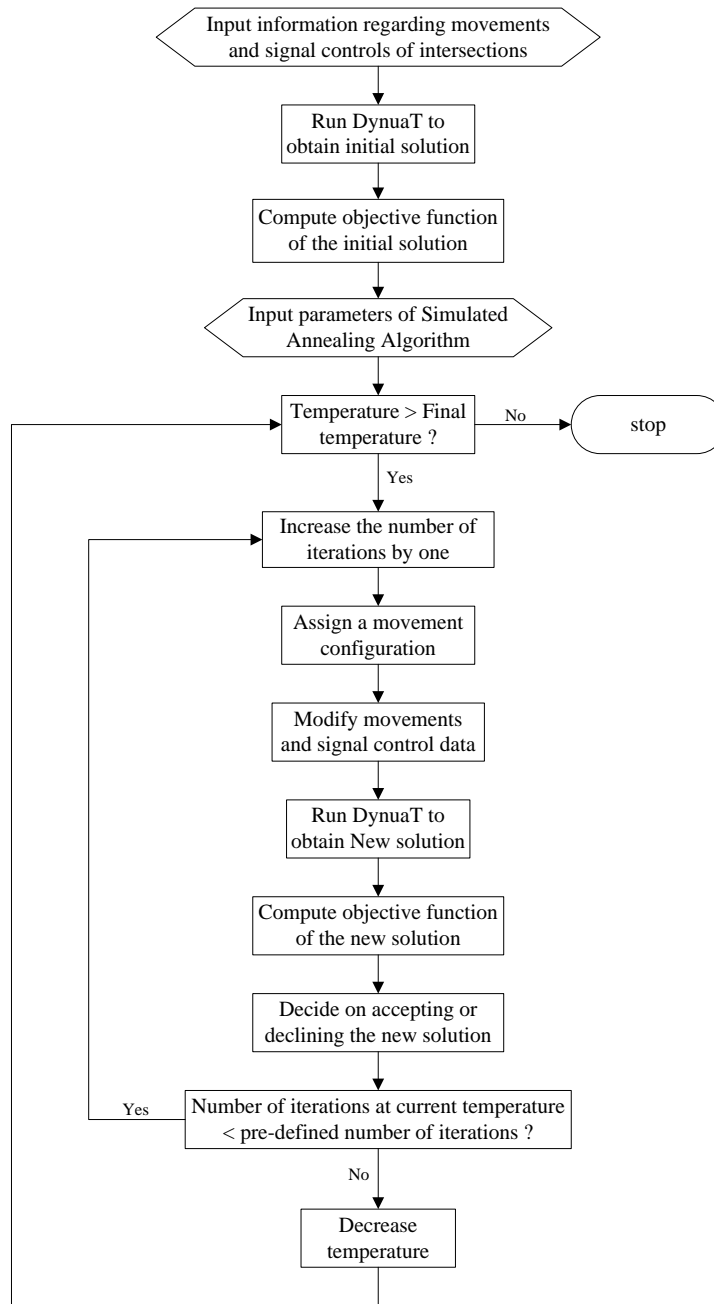 Input information regarding movements
and signal controls of intersections
Run DynuaT to
obtain initial solution
Compute objective function
of the initial solution
Input parameters of Simulated
Annealing Algorithm
Temperature > Final
temperature ?
No
stop
Yes
Increase the number of
iterations by one
Assign a movement
configuration
Modify movements
and signal control data
Run DynuaT to
obtain New solution
Compute objective function
of the new solution
Decide on accepting or
declining the new solution
Yes
Number of iterations at current temperature
< pre-defined number of iterations ?
No
Decrease
temperature